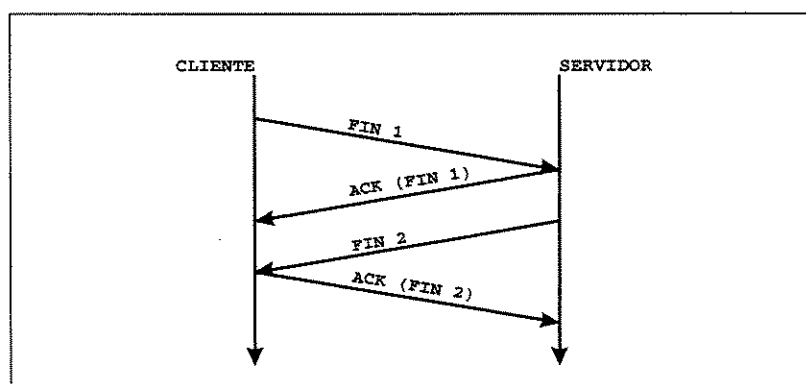 CLIENTE
SERVIDOR
FIN 1
ACK (FIN 1)
FIN 2
ACK (FIN 2)